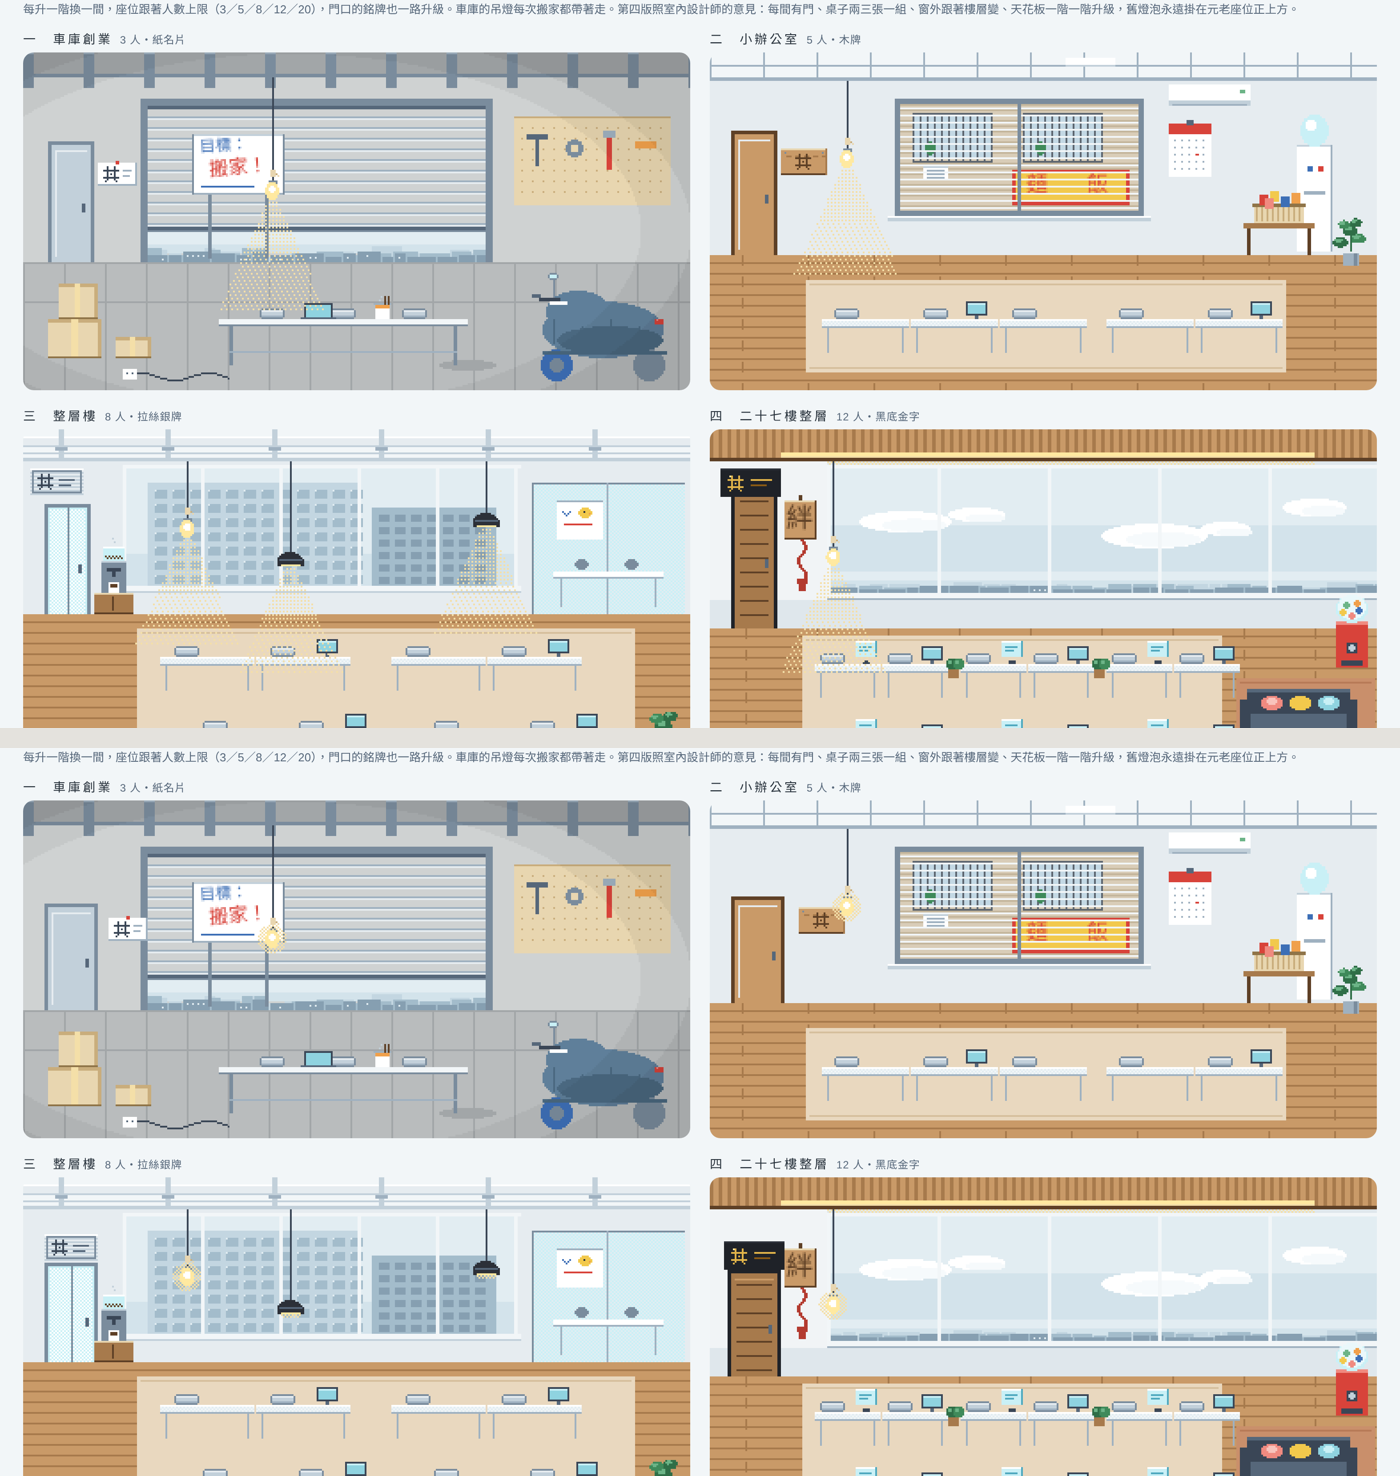 每升一階換一間，座位跟著人數上限（3／5／8／12／20），門口的銘牌也一路升級。車庫的吊燈每次搬家都帶著走。第四版照室內設計師的意見：每間有門、桌子兩三張一組、窗外跟著樓層變、天花板一階一階升級，舊燈泡永遠掛在元老座位正上方。
一 車庫創業 3 人・紙名片
二 小辦公室 5 人・木牌
目標：
搬家！
井
井
麵 飯
三 整層樓 8 人・拉絲銀牌
四 二十七樓整層 12 人・黑底金字
井
井
絆
每升一階換一間，座位跟著人數上限（3／5／8／12／20），門口的銘牌也一路升級。車庫的吊燈每次搬家都帶著走。第四版照室內設計師的意見：每間有門、桌子兩三張一組、窗外跟著樓層變、天花板一階一階升級，舊燈泡永遠掛在元老座位正上方。
一 車庫創業 3 人・紙名片
二 小辦公室 5 人・木牌
目標：
搬家！
井
井
麵 飯
三 整層樓 8 人・拉絲銀牌
四 二十七樓整層 12 人・黑底金字
井
井
絆